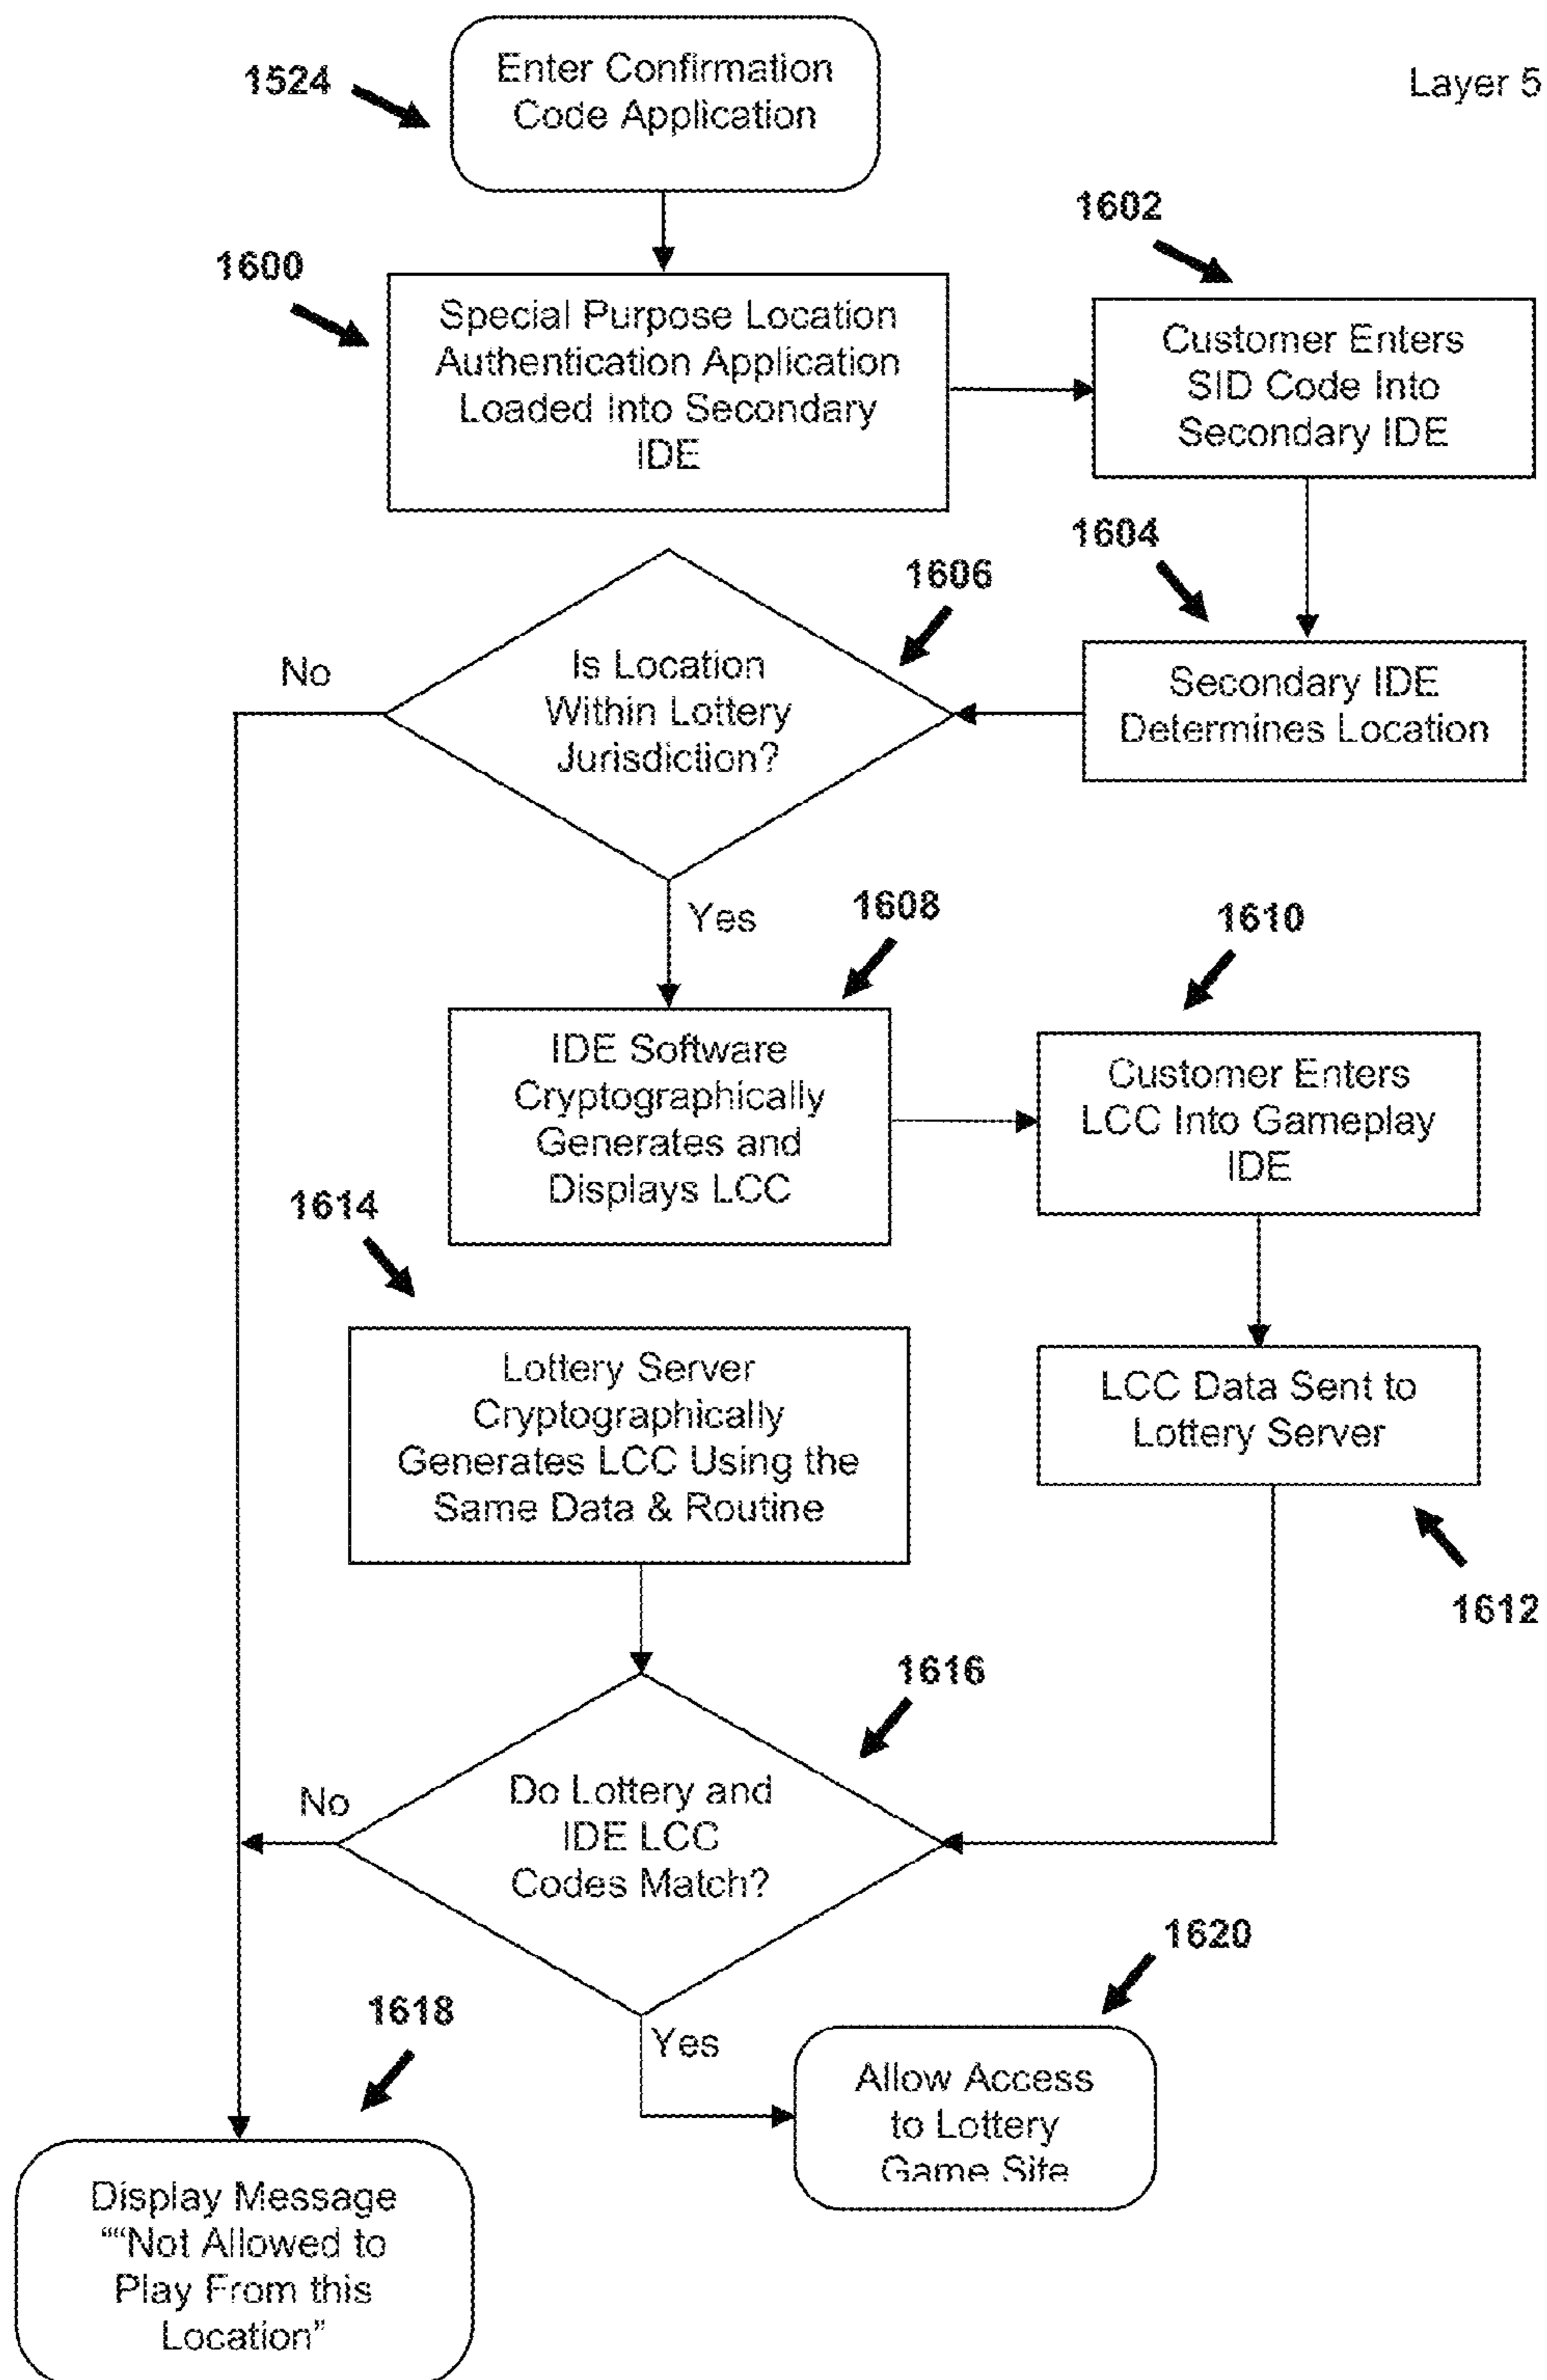 Layer 5
1524
Enter Confirmation
Code Application
1600
Special Purpose Location
Authentication Application
Loaded Into Secondary
IDE
1602
Customer Enters
SID Code Into
Secondary IDE
1604
Secondary IDE
Determines Location
1606
Is Location
Within Lottery
Jurisdiction?
No
Yes
1608
IDE Software
Cryptographically
Generates and
Displays LCC
1610
Customer Enters
LCC Into Gameplay
IDE
1614
Lottery Server
Cryptographically
Generates LCC Using the
Same Data & Routine
LCC Data Sent to
Lottery Server
1612
1616
Do Lottery and
IDE LCC
Codes Match?
No
Yes
1620
Allow Access
to Lottery
Game Site
1618
Display Message
““Not Allowed to
Play From this
Location”